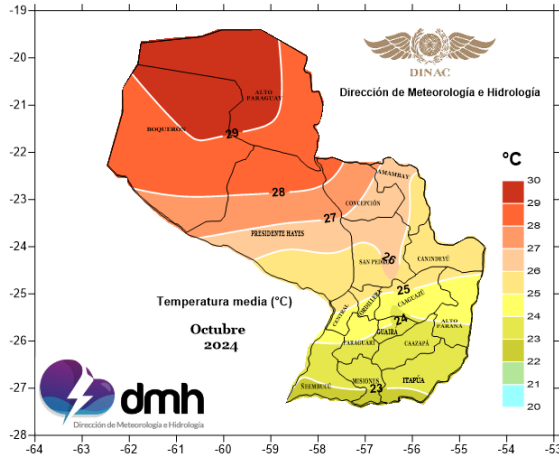 DINAC
Dirección de Meteorología e Hidrología
°C
30
29
28
27
26
25
24
23
22
21
20
-19
-20
-21
-22
-23
-24
-25
-26
-27
-28
-64
-63
-62
-61
-60
-59
-58
-57
-56
-55
-54
-53
ALTO
PARAGUAY
BOQUERON
29
28
27
26
25
24
23
AMAMBAY
CONCEPCIÓN
PRESIDENTE HAYES
SAN PEDRO
CANINDEYÚ
CORDILLERA
CENTRAL
CAAGUAZÚ
ALTO
PARANÁ
GUAIRÁ
PARAGUARI
CAAZAPÁ
ÑEEMBUCÚ
MISIONES
ITAPÚA
Temperatura media (°C)
Octubre
2024
dmh
Dirección de Meteorología e Hidrología